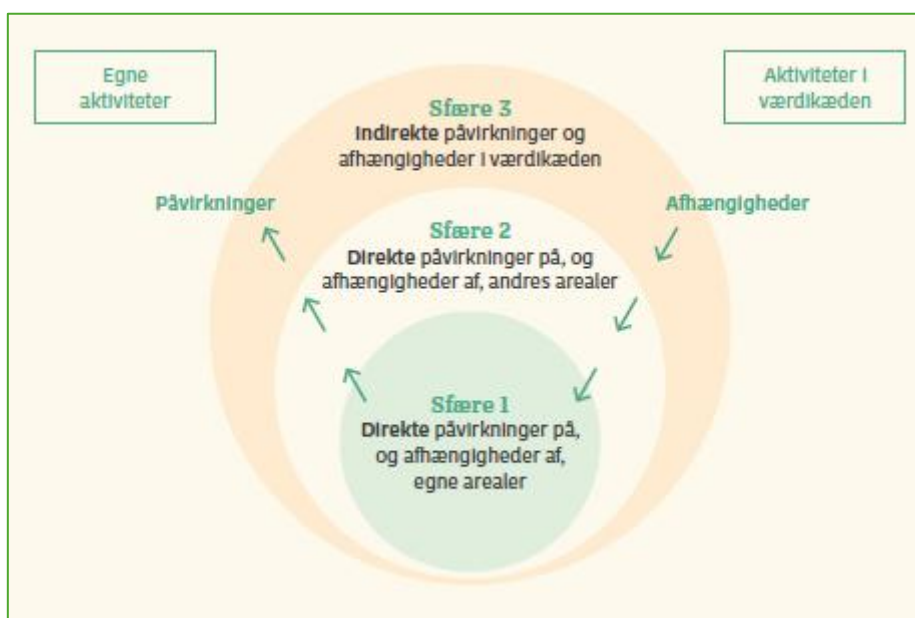 Egne
aktiviteter
Aktiviteter i
værdikæden
Sfære 3
Indirekte påvirkninger og
afhængigheder i værdikæden
Påvirkninger
Afhængigheder
Sfære 2
Direkte påvirkninger på, og
afhængigheder af, andres arealer
Sfære 1
Direkte påvirkninger på,
og afhængigheder af,
egne arealer